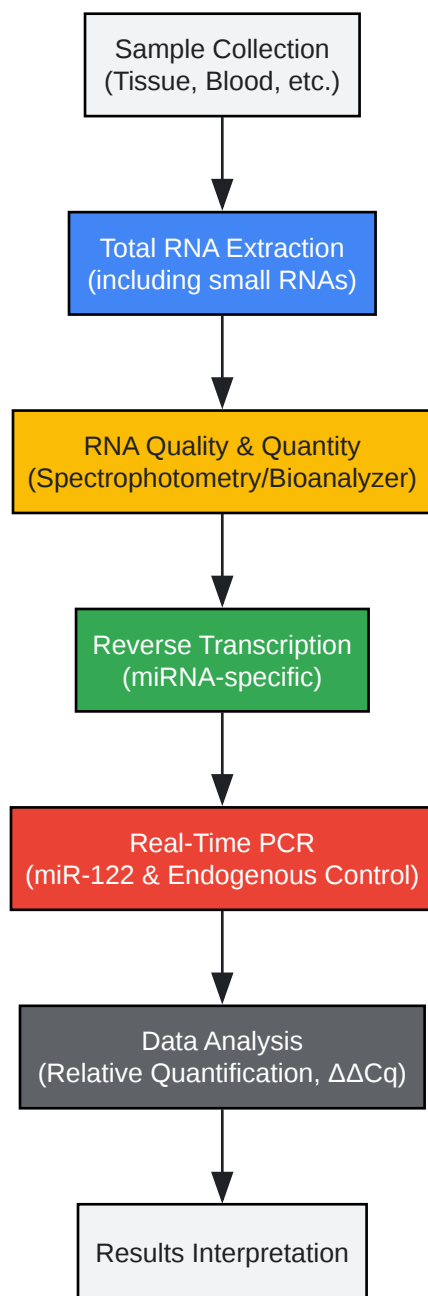 Sample Collection
(Tissue, Blood, etc.)
Total RNA Extraction
(including small RNAs)
RNA Quality & Quantity
(Spectrophotometry/Bioanalyzer)
Reverse Transcription
(miRNA-specific)
Real-Time PCR
(miR-122 & Endogenous Control)
Data Analysis
(Relative Quantification, ΔΔCq)
Results Interpretation